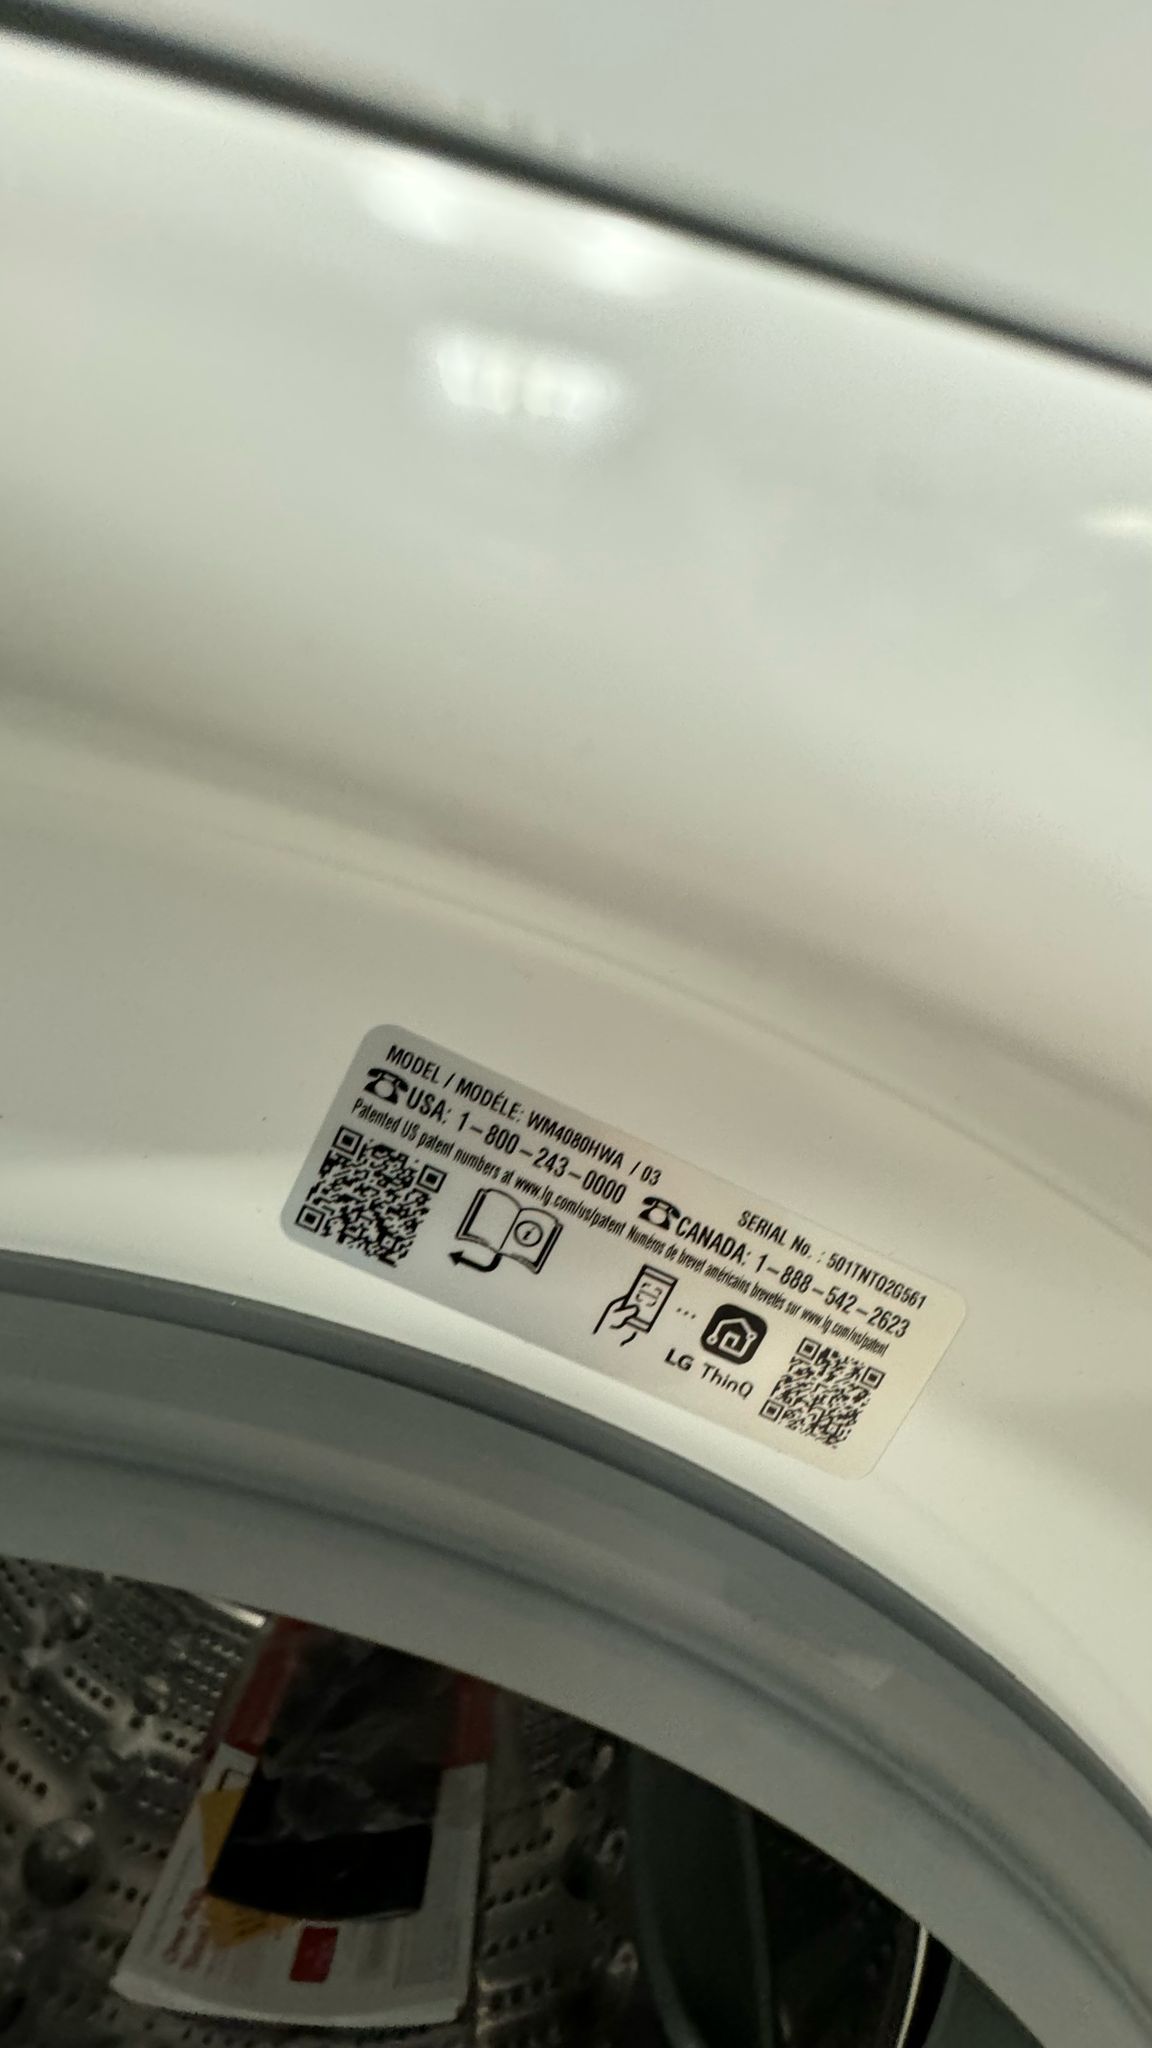 MODEL / MODÉLE: WM4080HWA / 03
SERIAL No. : 501TNTQ2G561
USA: 1-800-243-0000
CANADA: 1-888-542-2623
Patented US patent numbers at www.lg.com/us/patent Numéros de brevet américains brevetés sur www.lg.com/us/patent
LG ThinQ